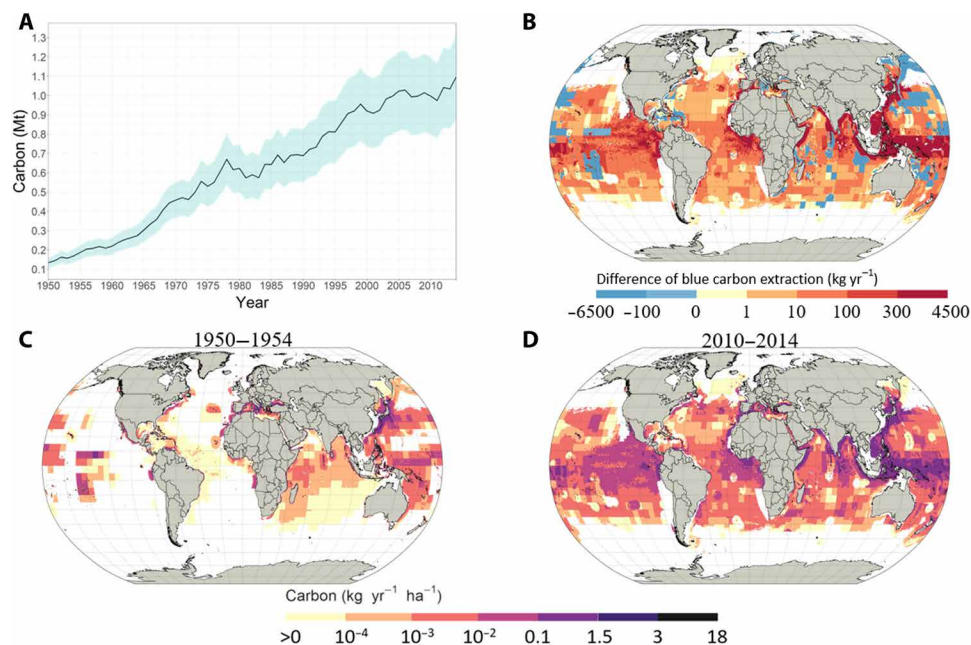 A
1.3
1.2
1.1
1.0
0.9
0.8
0.7
0.6
0.5
0.4
0.3
0.2
0.1
Carbon (Mt)
1950 1955 1960 1965 1970 1975 1980 1985 1990 1995 2000 2005 2010
Year
B
Difference of blue carbon extraction (kg yr⁻¹)
−6500 −100 0 1 10 100 300 4500
C
1950−1954
D
2010−2014
Carbon (kg yr⁻¹ ha⁻¹)
>0 10⁻⁴ 10⁻³ 10⁻² 0.1 1.5 3 18